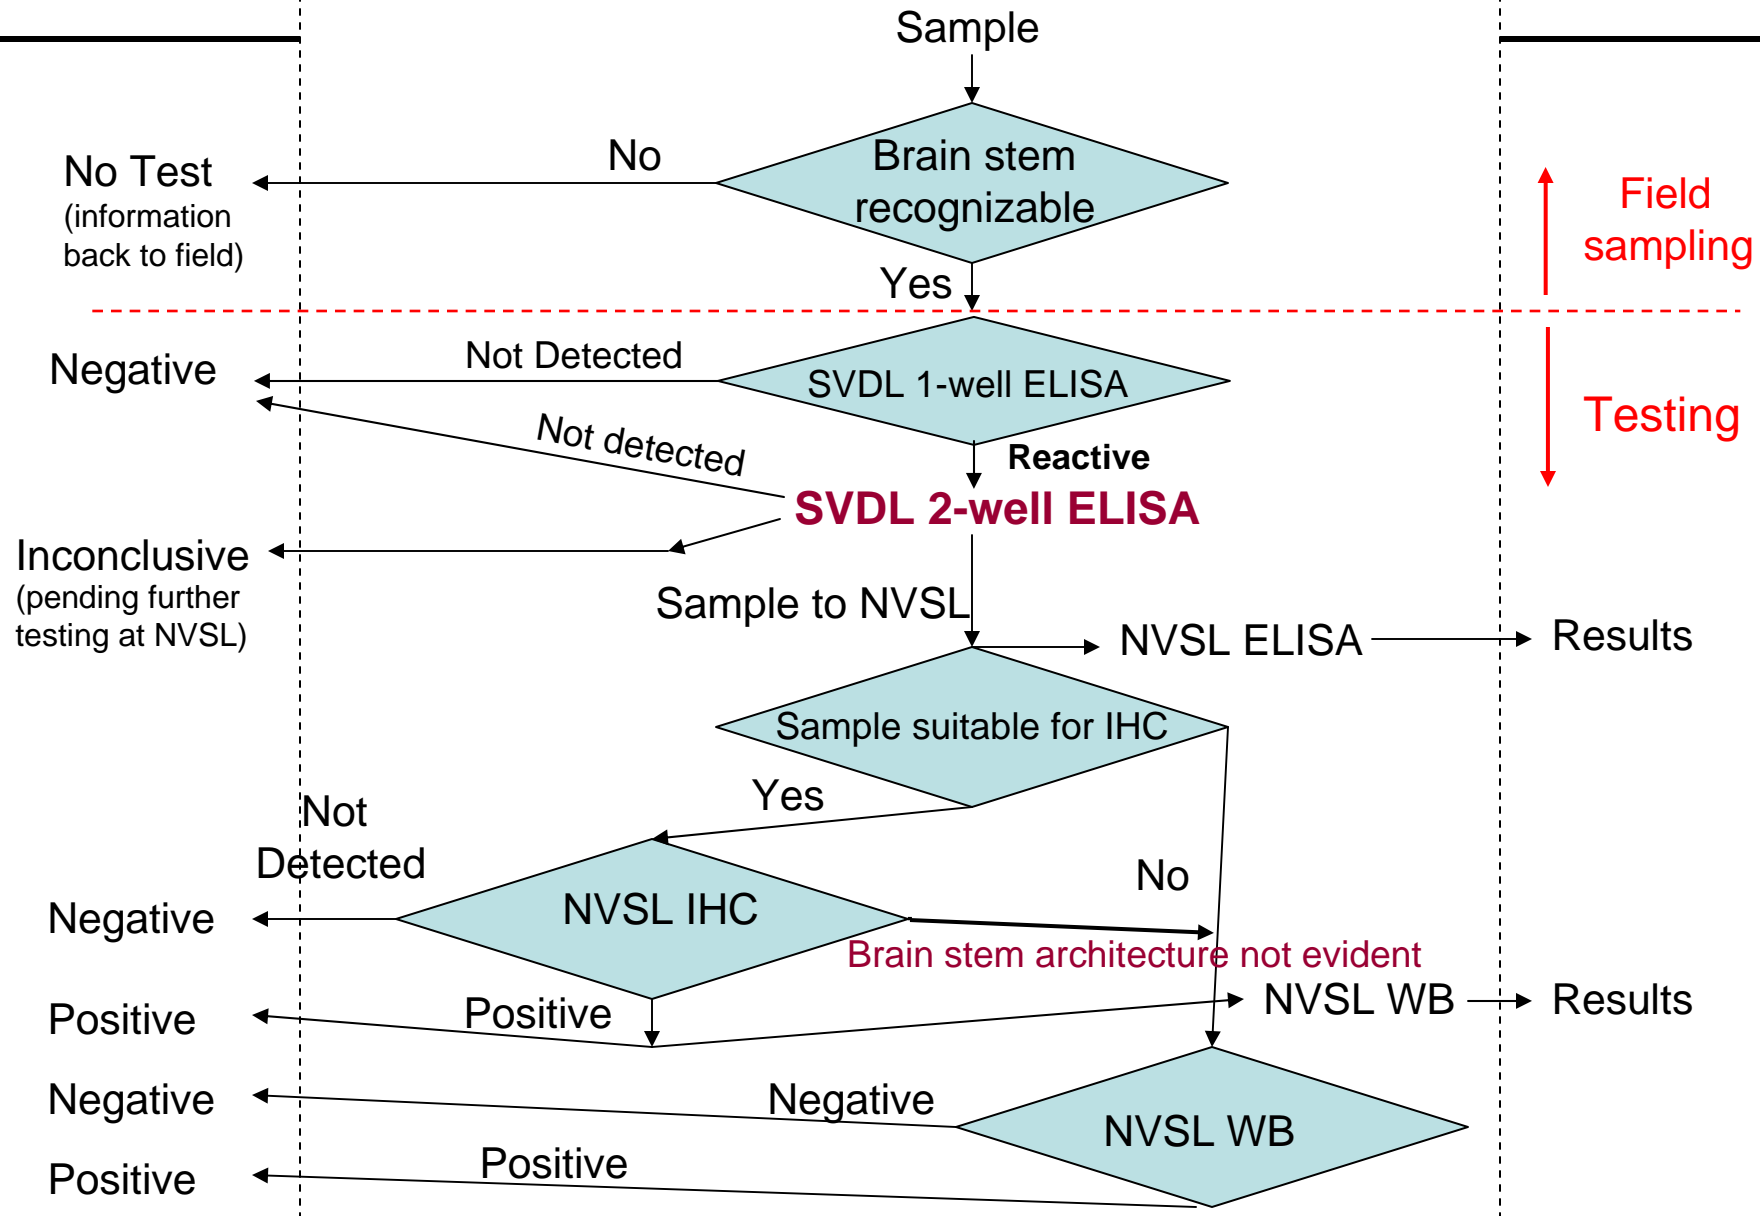 Sample
No Test
(information
back to field)
No
Brain stem
recognizable
Field
sampling
Yes
Negative
Not Detected
SVDL 1-well ELISA
Testing
Not detected
Reactive
SVDL 2-well ELISA
Inconclusive
(pending further
testing at NVSL)
Sample to NVSL
NVSL ELISA
Results
Sample suitable for IHC
Yes
Not
Detected
No
Negative
NVSL IHC
Brain stem architecture not evident
Positive
Positive
NVSL WB
Results
Negative
Negative
NVSL WB
Positive
Positive